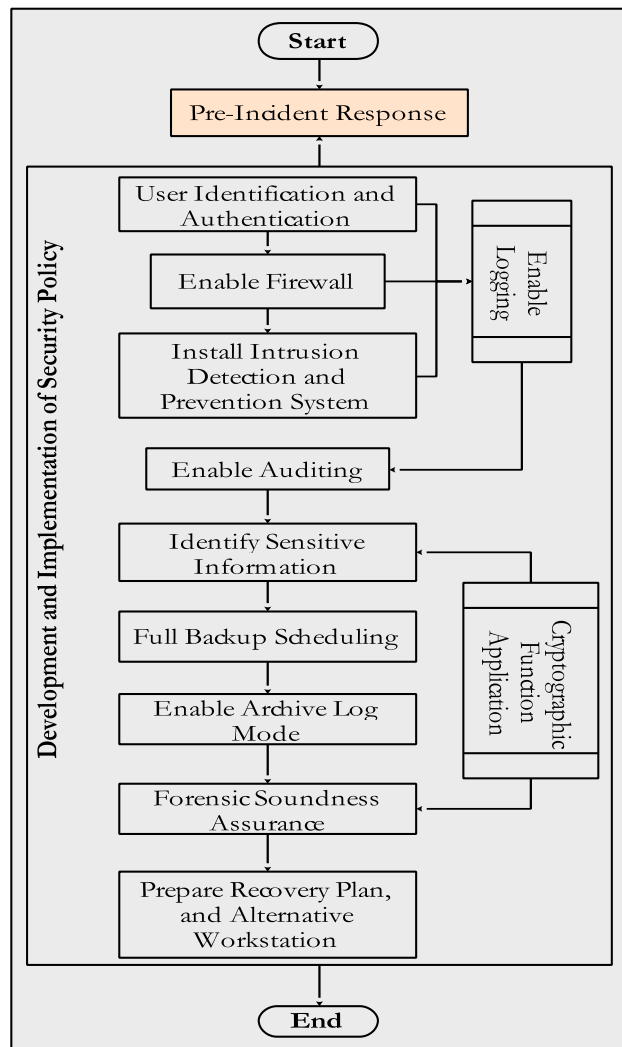 Start
Pre-Incident Response
Development and Implementation of Security Policy
User Identification and
Authentication
Enable Firewall
Install Intrusion
Detection and
Prevention System
Enable
Logging
Enable Auditing
Identify Sensitive
Information
Full Backup Scheduling
Enable Archive Log
Mode
Cryptographic
Function
Application
Forensic Soundness
Assurance
Prepare Recovery Plan,
and Alternative
Workstation
End